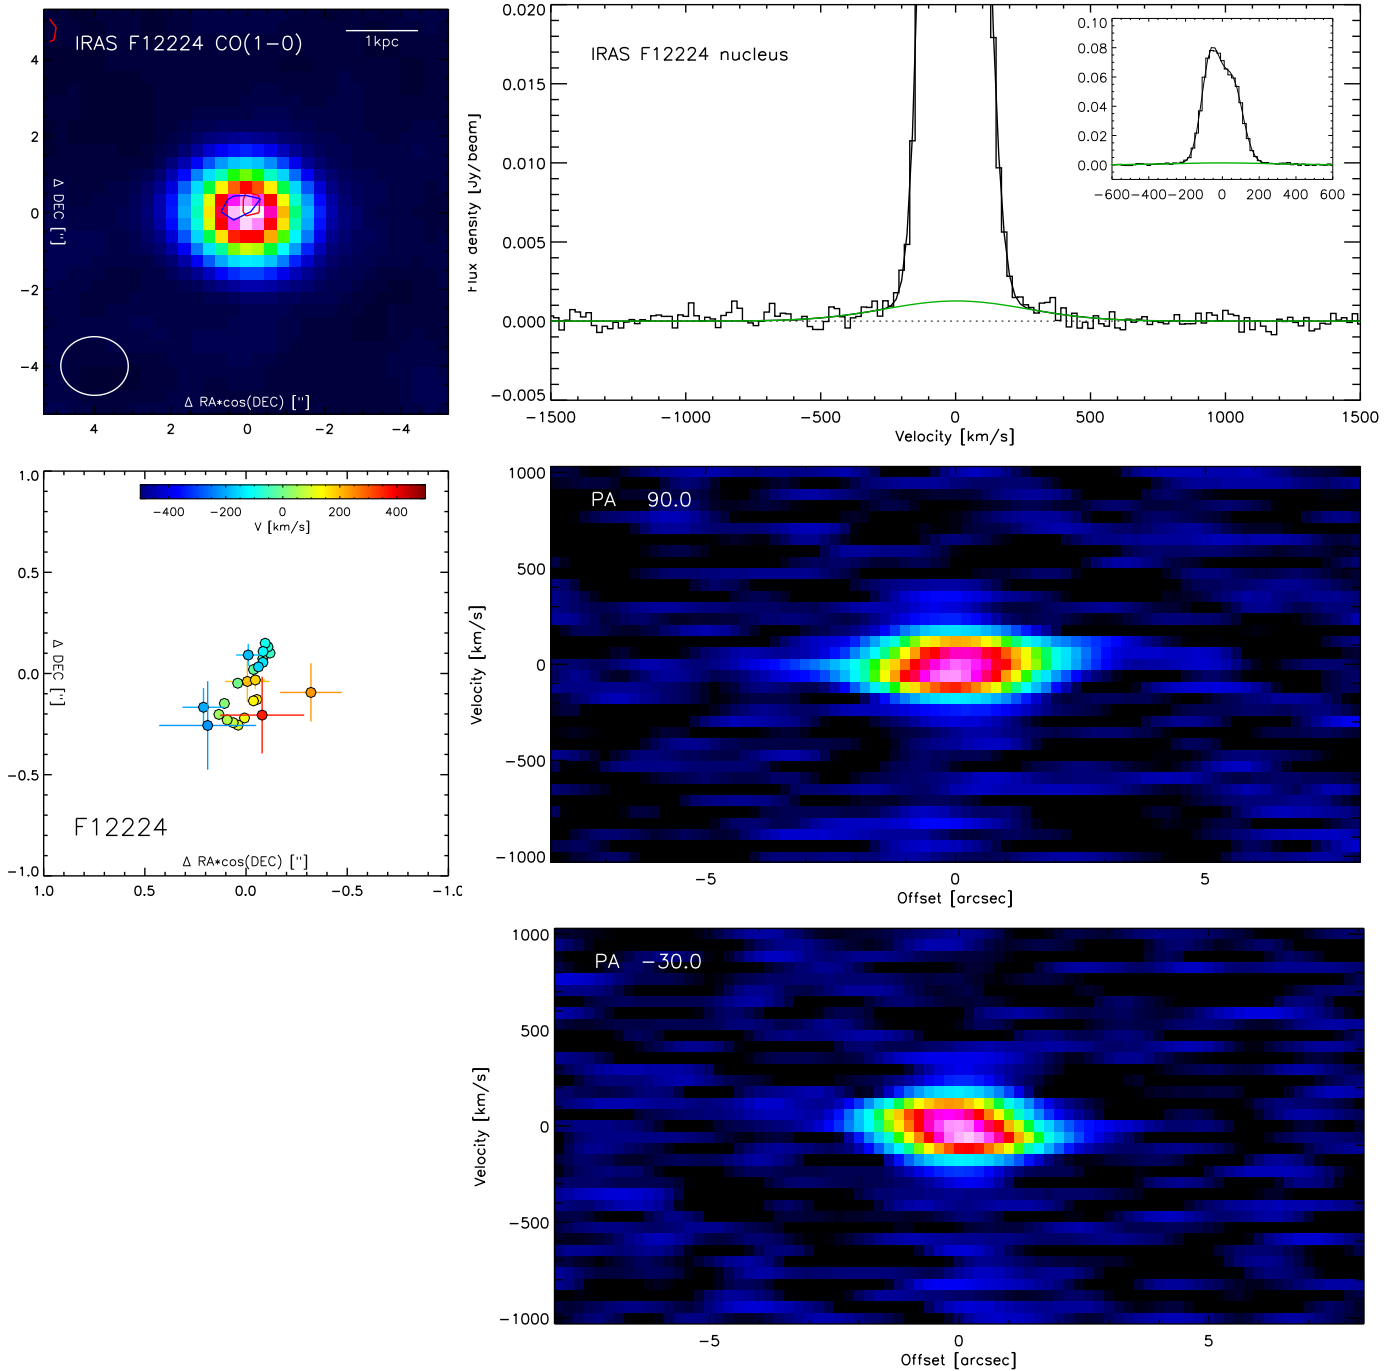 IRAS F12224 CO(1−0)
1kpc
4
2
0
−2
−4
Δ DEC ["]
Δ RA*cos(DEC) ["]
4 2 0 −2 −4
IRAS F12224 nucleus
0.020
0.015
0.010
0.005
0.000
−0.005
Flux density [Jy/beam]
−1500 −1000 −500 0 500 1000 1500
Velocity [km/s]
0.10
0.08
0.06
0.04
0.02
0.00
−600 −400 −200 0 200 400 600
1.0
0.5
0.0
−0.5
−1.0
−400 −200 0 200 400
V [km/s]
Δ DEC ["]
F12224
Δ RA*cos(DEC) ["]
1.0 0.5 0.0 −0.5 −1.0
PA 90.0
1000
500
0
−500
−1000
Velocity [km/s]
−5 0 5
Offset [arcsec]
PA −30.0
1000
500
0
−500
−1000
Velocity [km/s]
−5 0 5
Offset [arcsec]